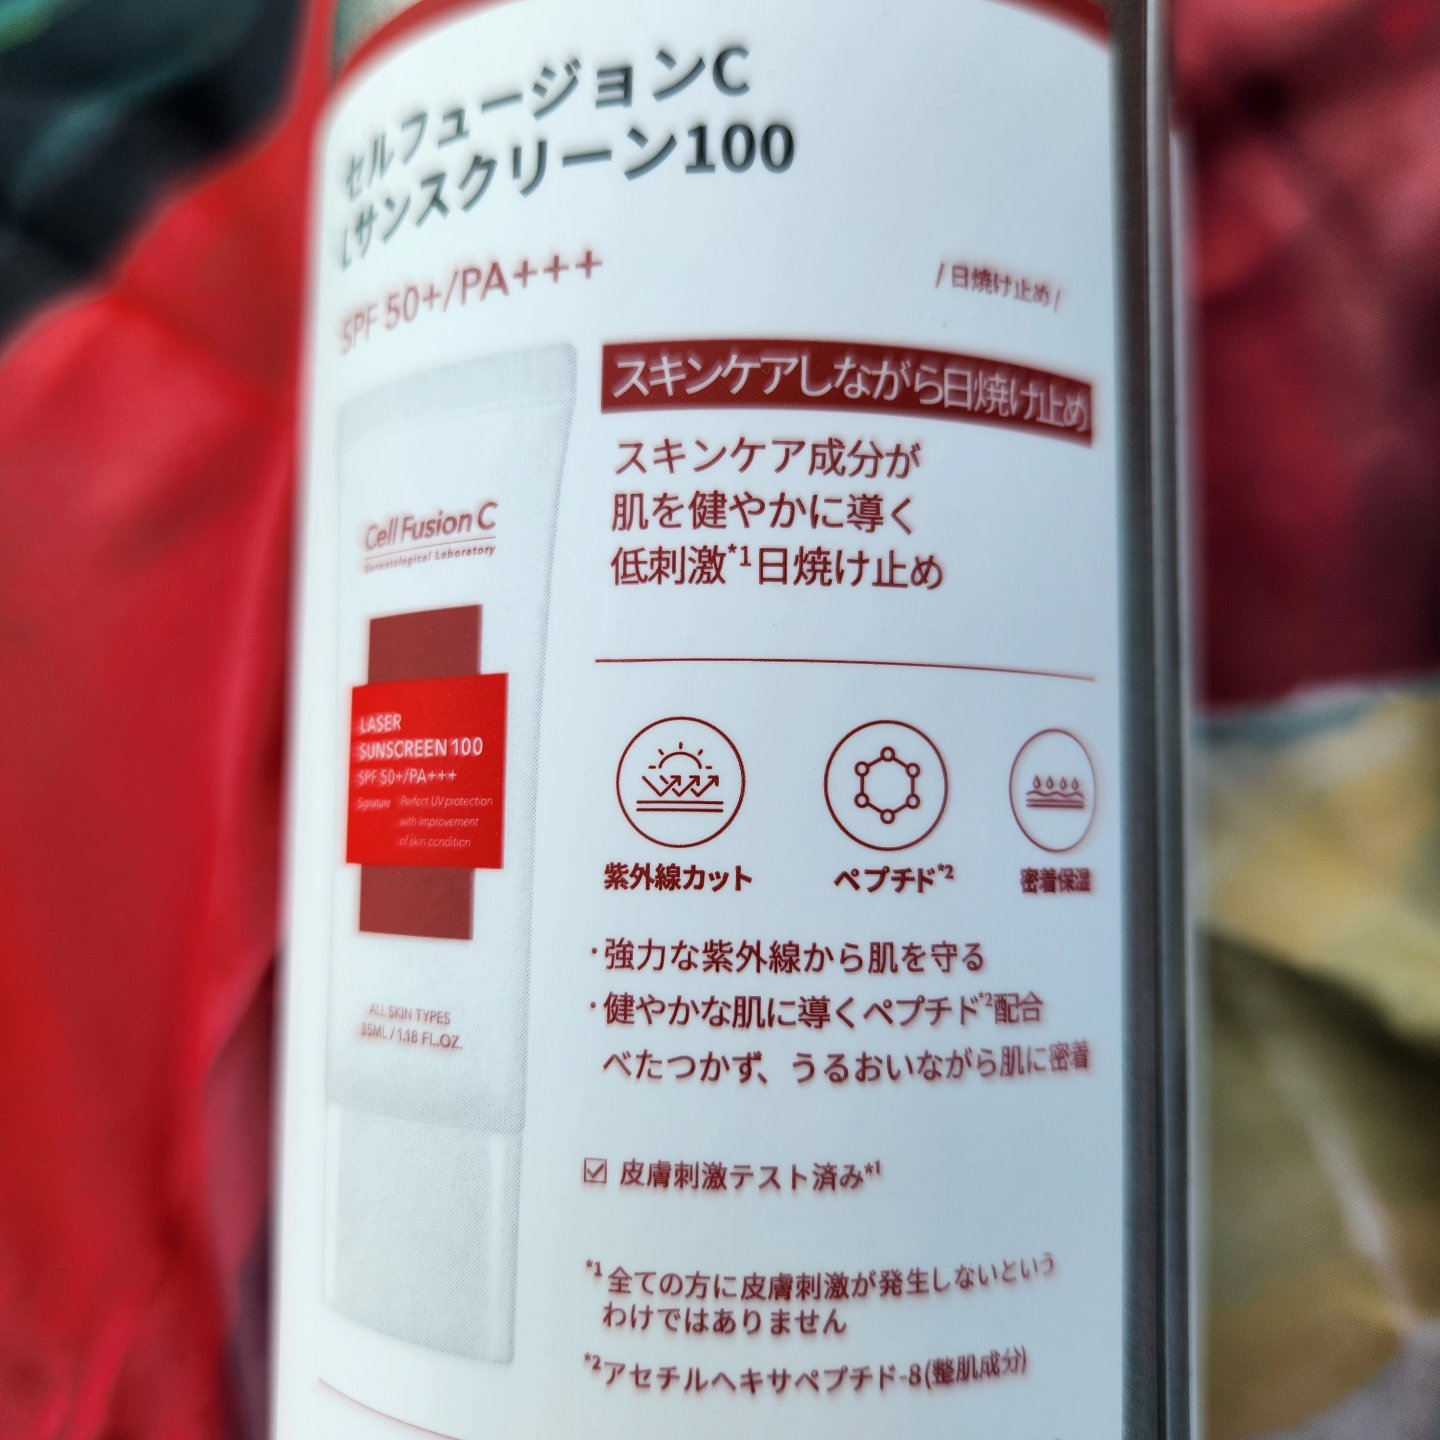 セルフュージョンC
Lサンスクリーン100
SPF 50+/PA+++
/日焼け止め/
スキンケアしながら日焼け止め
スキンケア成分が
肌を健やかに導く
低刺激*1日焼け止め
Cell Fusion C
Dermatological Laboratory
LASER
SUNSCREEN 100
SPF 50+/PA+++
Signature Perfect UV protection
with improvement
of skin condition
ALL SKIN TYPES
35ML / 1.18 FL.OZ.
紫外線カット
ペプチド*2
密着保湿
・強力な紫外線から肌を守る
・健やかな肌に導くペプチド*2配合
べたつかず、うるおいながら肌に密着
☑ 皮膚刺激テスト済み*1
*1 全ての方に皮膚刺激が発生しないという
わけではありません
*2アセチルヘキサペプチド-8(整肌成分)